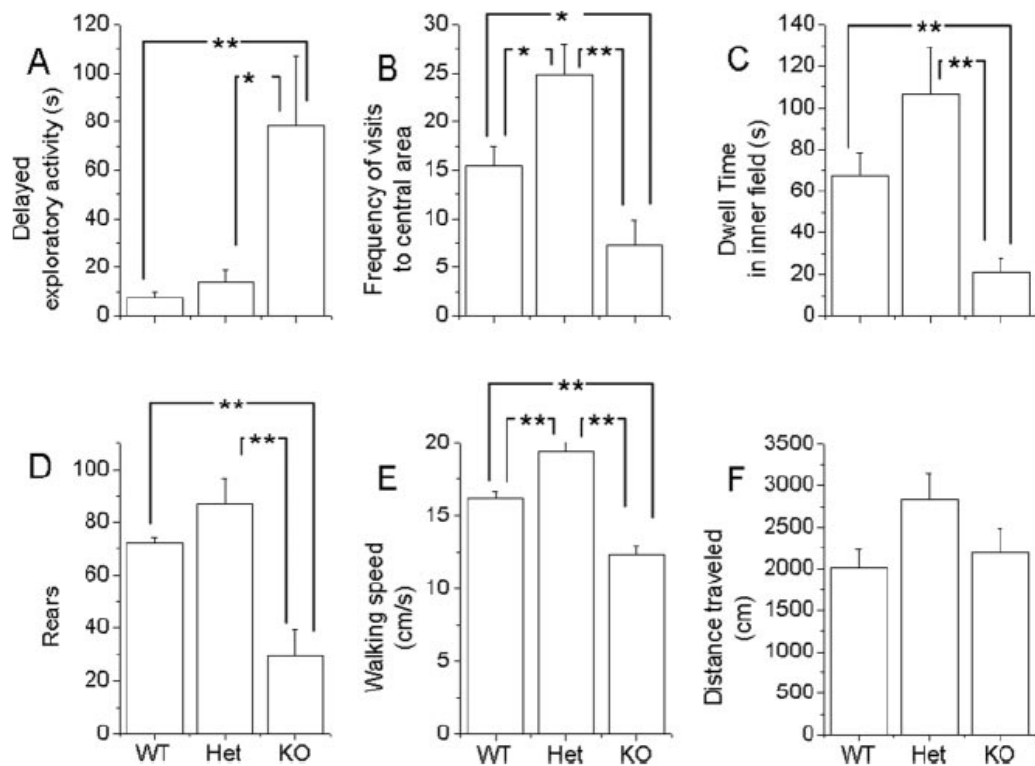 A
Delayed
exploratory activity (s)
120
100
80
60
40
20
0
**
*
B
Frequency of visits
to central area
30
25
20
15
10
5
0
*
*
**
C
Dwell Time
in inner field (s)
140
120
100
80
60
40
20
0
**
**
D
Rears
100
80
60
40
20
0
**
**
WT Het KO
E
Walking speed
(cm/s)
20
15
10
5
0
**
**
**
WT Het KO
F
Distance traveled
(cm)
3500
3000
2500
2000
1500
1000
500
0
WT Het KO